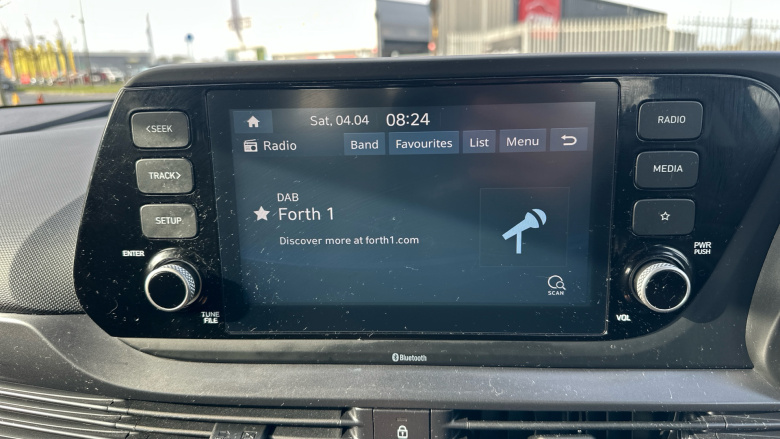 <SEEK
TRACK>
SETUP
ENTER
TUNE
FILE
Sat, 04.04 08:24
Radio Band Favourites List Menu
DAB
Forth 1
Discover more at forth1.com
SCAN
RADIO
MEDIA
PWR
PUSH
VOL
Bluetooth